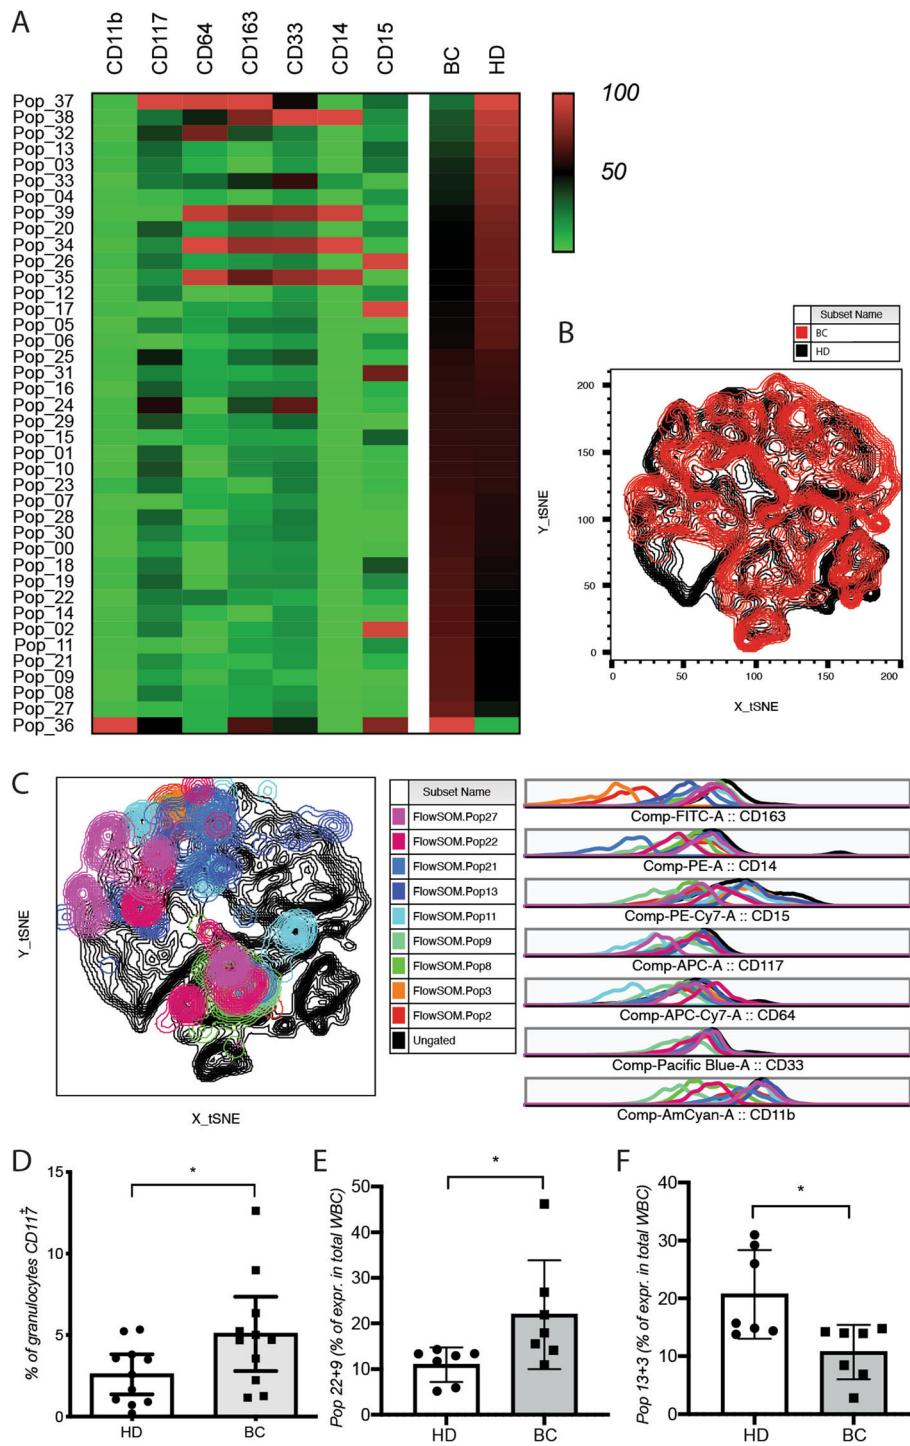 A
CD11b CD117 CD64 CD163 CD33 CD14 CD15 BC HD
Pop_37
Pop_38
Pop_32
Pop_13
Pop_03
Pop_33
Pop_04
Pop_39
Pop_20
Pop_34
Pop_26
Pop_35
Pop_12
Pop_17
Pop_05
Pop_06
Pop_25
Pop_31
Pop_16
Pop_24
Pop_29
Pop_15
Pop_01
Pop_10
Pop_23
Pop_07
Pop_28
Pop_30
Pop_00
Pop_18
Pop_19
Pop_22
Pop_14
Pop_02
Pop_11
Pop_21
Pop_09
Pop_08
Pop_27
Pop_36
100
50
B
Subset Name
BC
HD
200
150
100
50
0
Y_tSNE
0 50 100 150 200
X_tSNE
C
Y_tSNE
X_tSNE
Subset Name
FlowSOM.Pop27
FlowSOM.Pop22
FlowSOM.Pop21
FlowSOM.Pop13
FlowSOM.Pop11
FlowSOM.Pop9
FlowSOM.Pop8
FlowSOM.Pop3
FlowSOM.Pop2
Ungated
Comp-FITC-A :: CD163
Comp-PE-A :: CD14
Comp-PE-Cy7-A :: CD15
Comp-APC-A :: CD117
Comp-APC-Cy7-A :: CD64
Comp-Pacific Blue-A :: CD33
Comp-AmCyan-A :: CD11b
D
% of granulocytes CD117±
15
10
5
0
*
HD BC
E
Pop 22+9 (% of expr. in total WBC)
50
40
30
20
10
0
*
HD BC
F
Pop 13+3 (% of expr. in total WBC)
40
30
20
10
0
*
HD BC